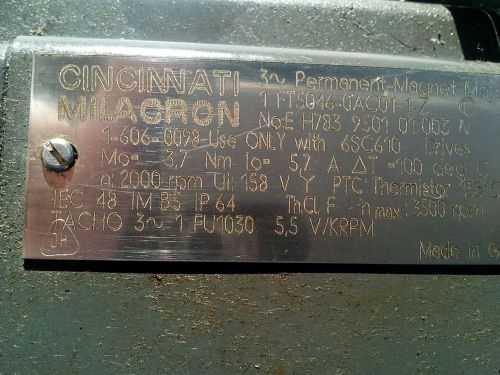 CINCINNATI
MILACRON
3~ Permanent-Magnet Mot
1 FT5046-0AC01-1-Z
No.E H783 9501 01 003 N
1-606-0098-Use ONLY with 6SC610 Drives
Mo= 3,7 Nm Io= 5,7 A ΔT =100 deg C
n 2000 rpm Ui 158 V Y PTC Thermistor 155°C
IEC 48 IM B5 IP 64 Th.Cl. F n max. 3500 rpm
TACHO 3~ 1 FU1030 5,5 V/KRPM
Made in G